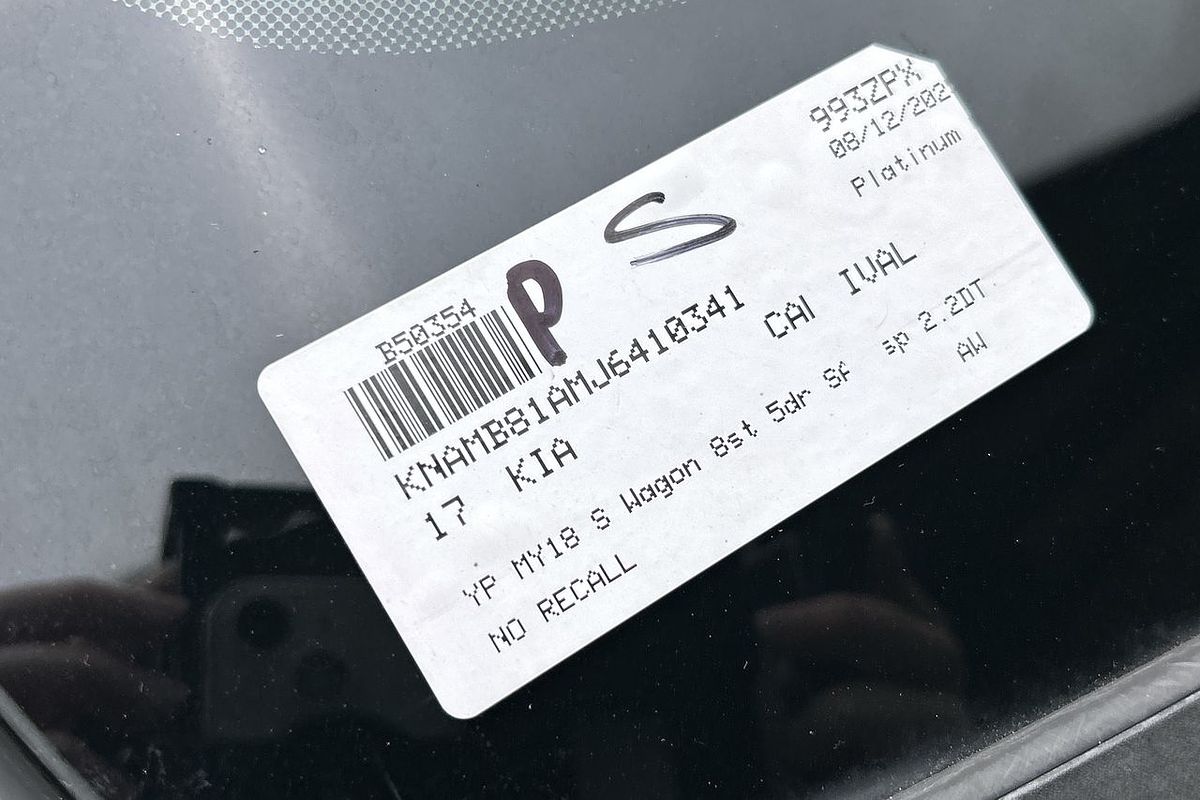 993ZPX
08/12/202
Platinum
P S
B50354
KNAMB81AMJ6410341
17 KIA CAI IVAL
YP MY18 S Wagon 8st 5dr Sf sp 2.2DT
AW
NO RECALL